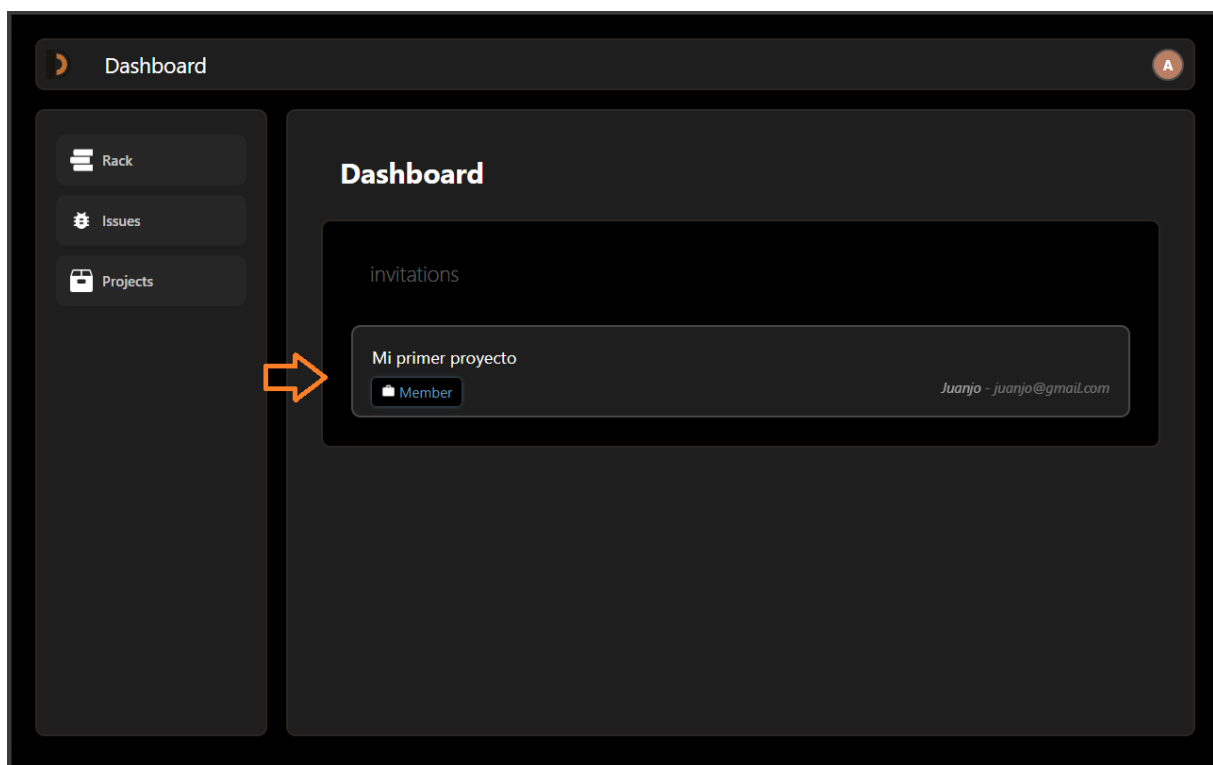 Dashboard
A
Rack
Issues
Projects
Dashboard
invitations
Mi primer proyecto
Member
Juanjo - juanjo@gmail.com